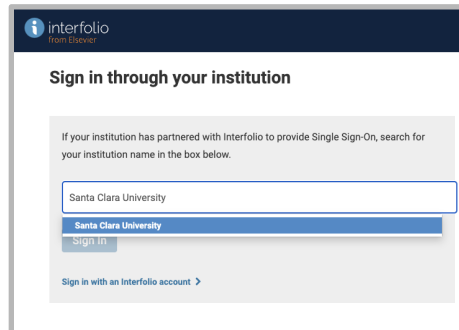 interfolio
from Elsevier
Sign in through your institution
If your institution has partnered with Interfolio to provide Single Sign-On, search for
your institution name in the box below.
Santa Clara University
Santa Clara University
Sign In
Sign in with an Interfolio account >